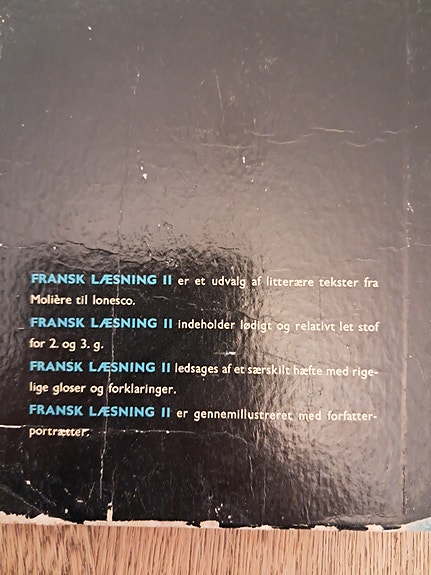 FRANSK LÆSNING II er et udvalg af litterære tekster fra
Molière til Ionesco.
FRANSK LÆSNING II indeholder lødigt og relativt let stof
for 2. og 3. g.
FRANSK LÆSNING II ledsages af et særskilt hæfte med rige-
lige gloser og forklaringer.
FRANSK LÆSNING II er gennemillustreret med forfatter-
portrætter.